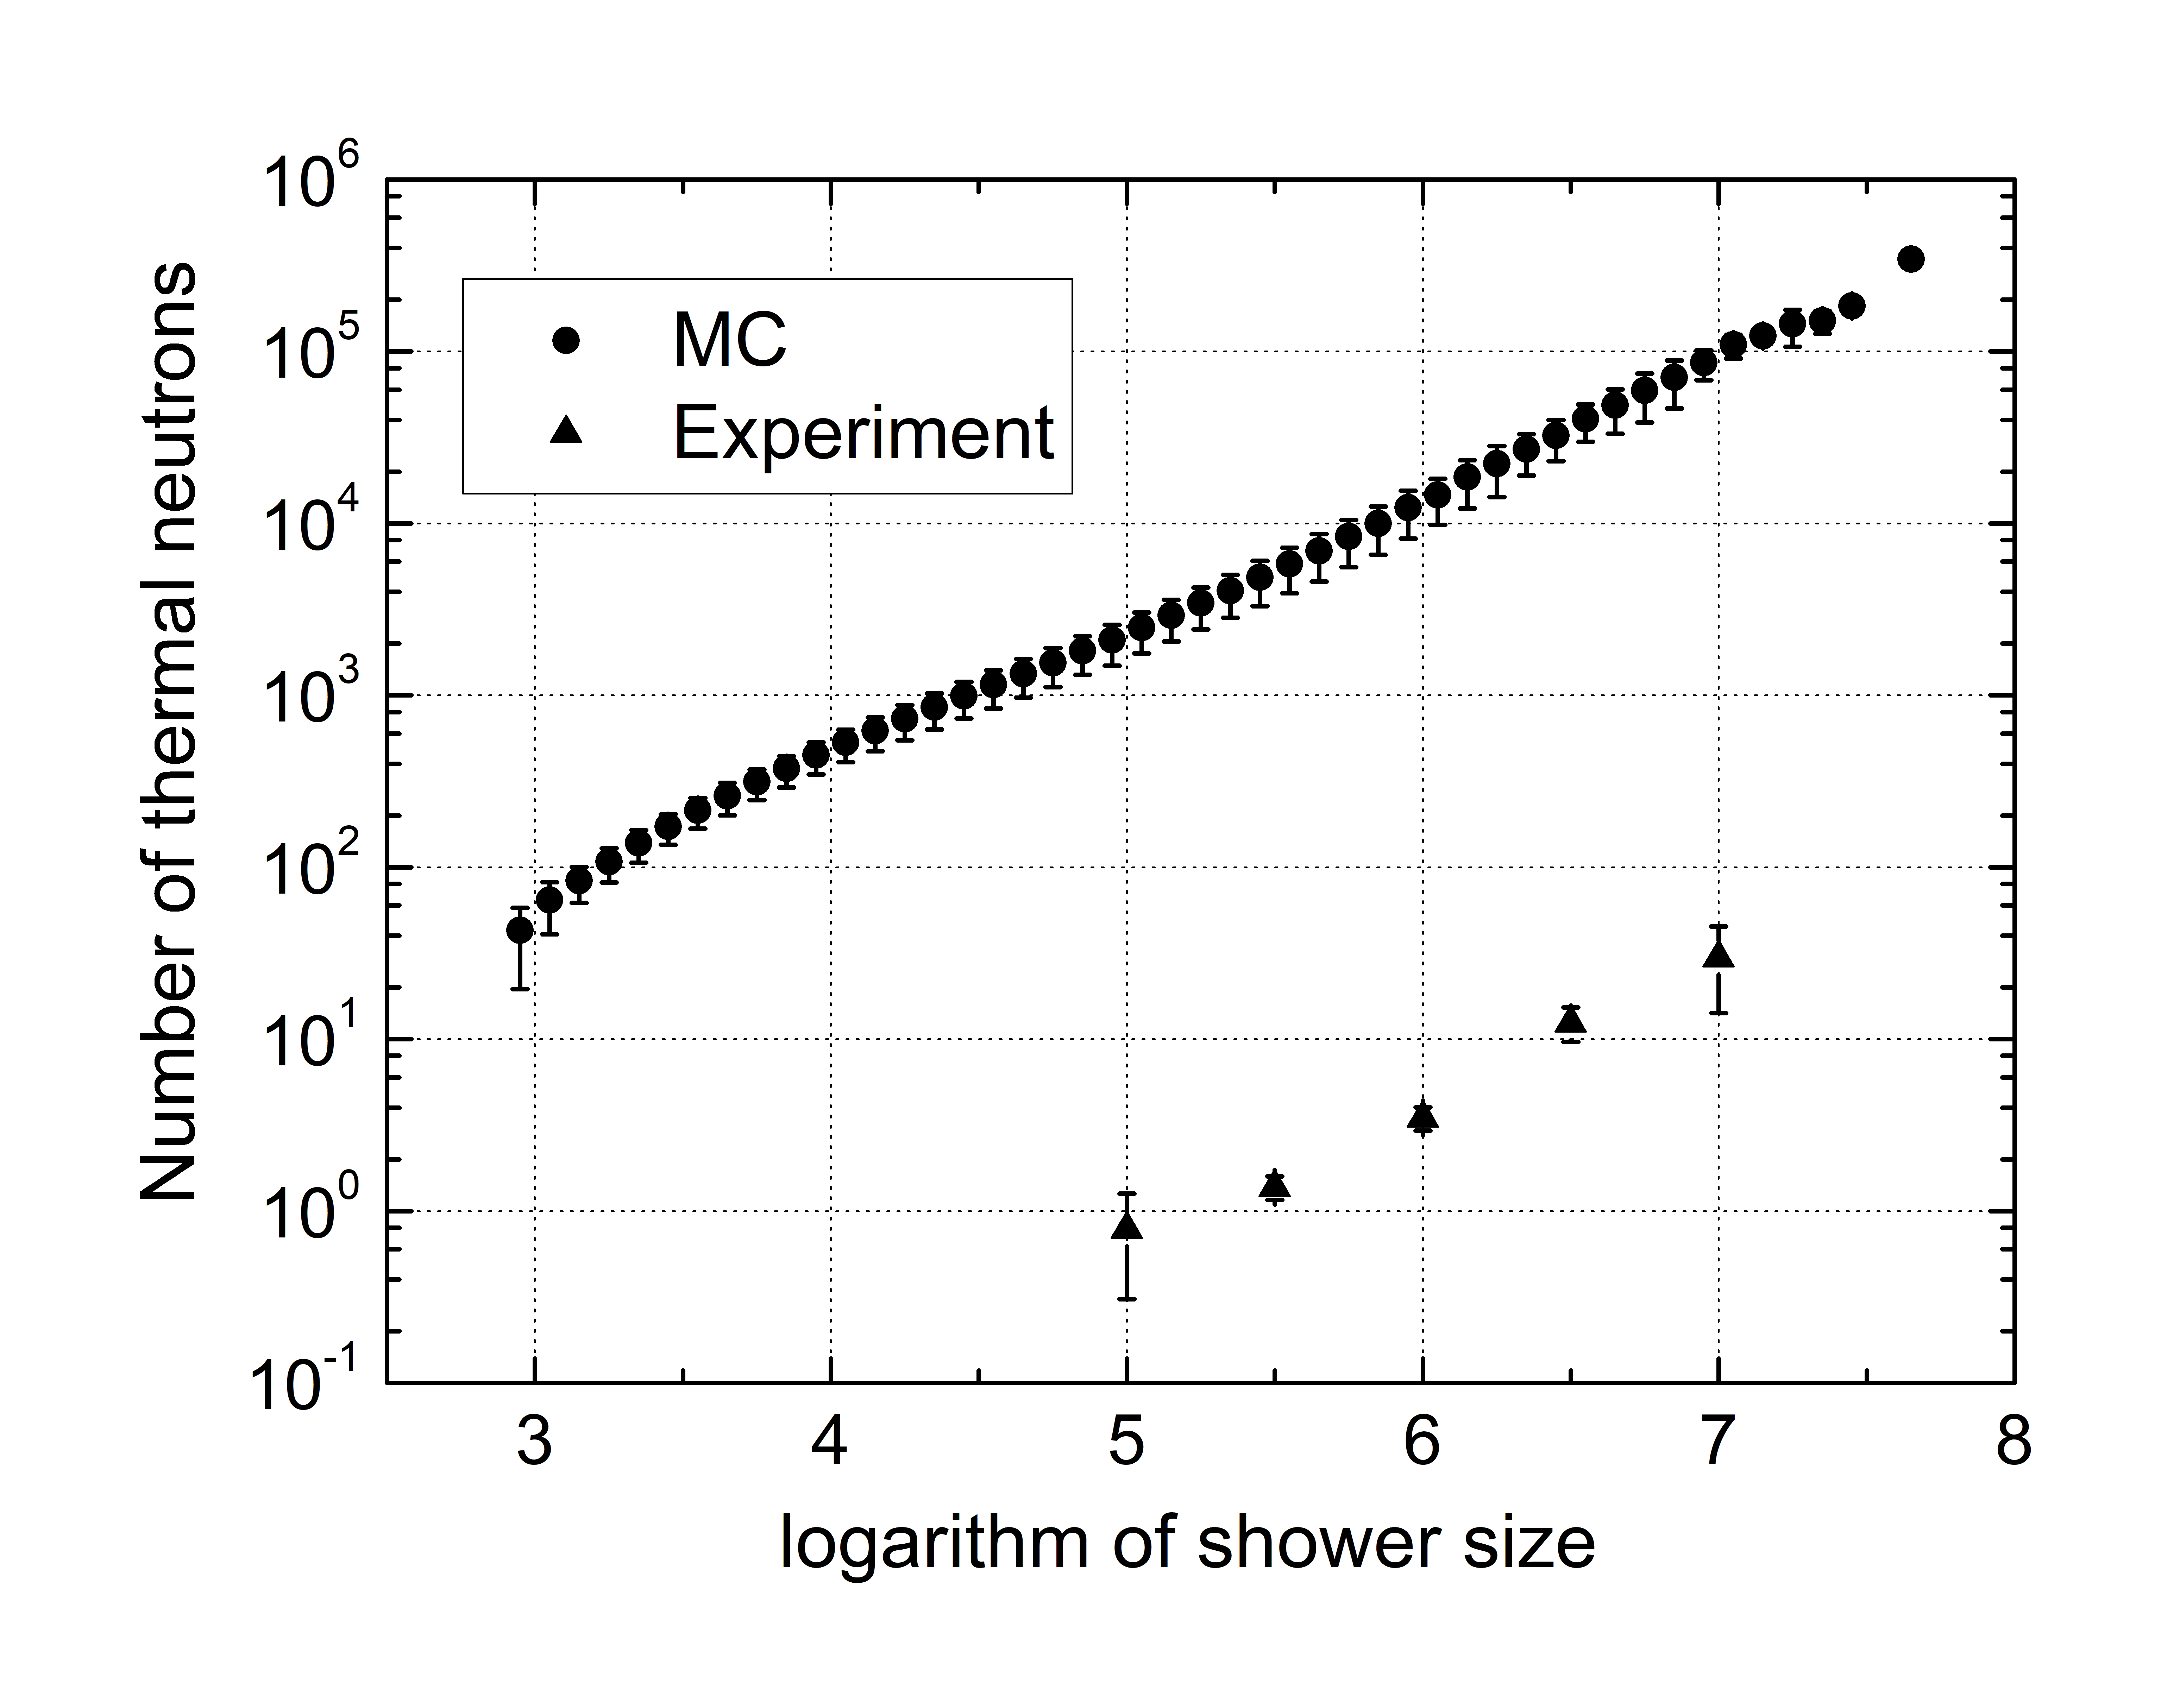 10^6
10^5
10^4
10^3
10^2
10^1
10^0
10^-1
Number of thermal neutrons
MC
Experiment
3 4 5 6 7 8
logarithm of shower size